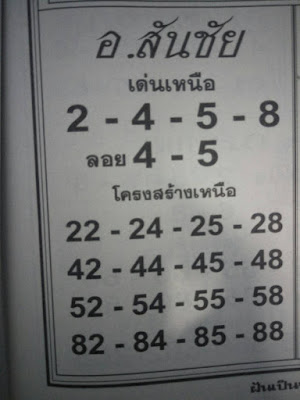 อ.สันชัย
เด่นเหนือ
2 - 4 - 5 - 8
ลอย 4 - 5
โครงสร้างเหนือ
22 - 24 - 25 - 28
42 - 44 - 45 - 48
52 - 54 - 55 - 58
82 - 84 - 85 - 88